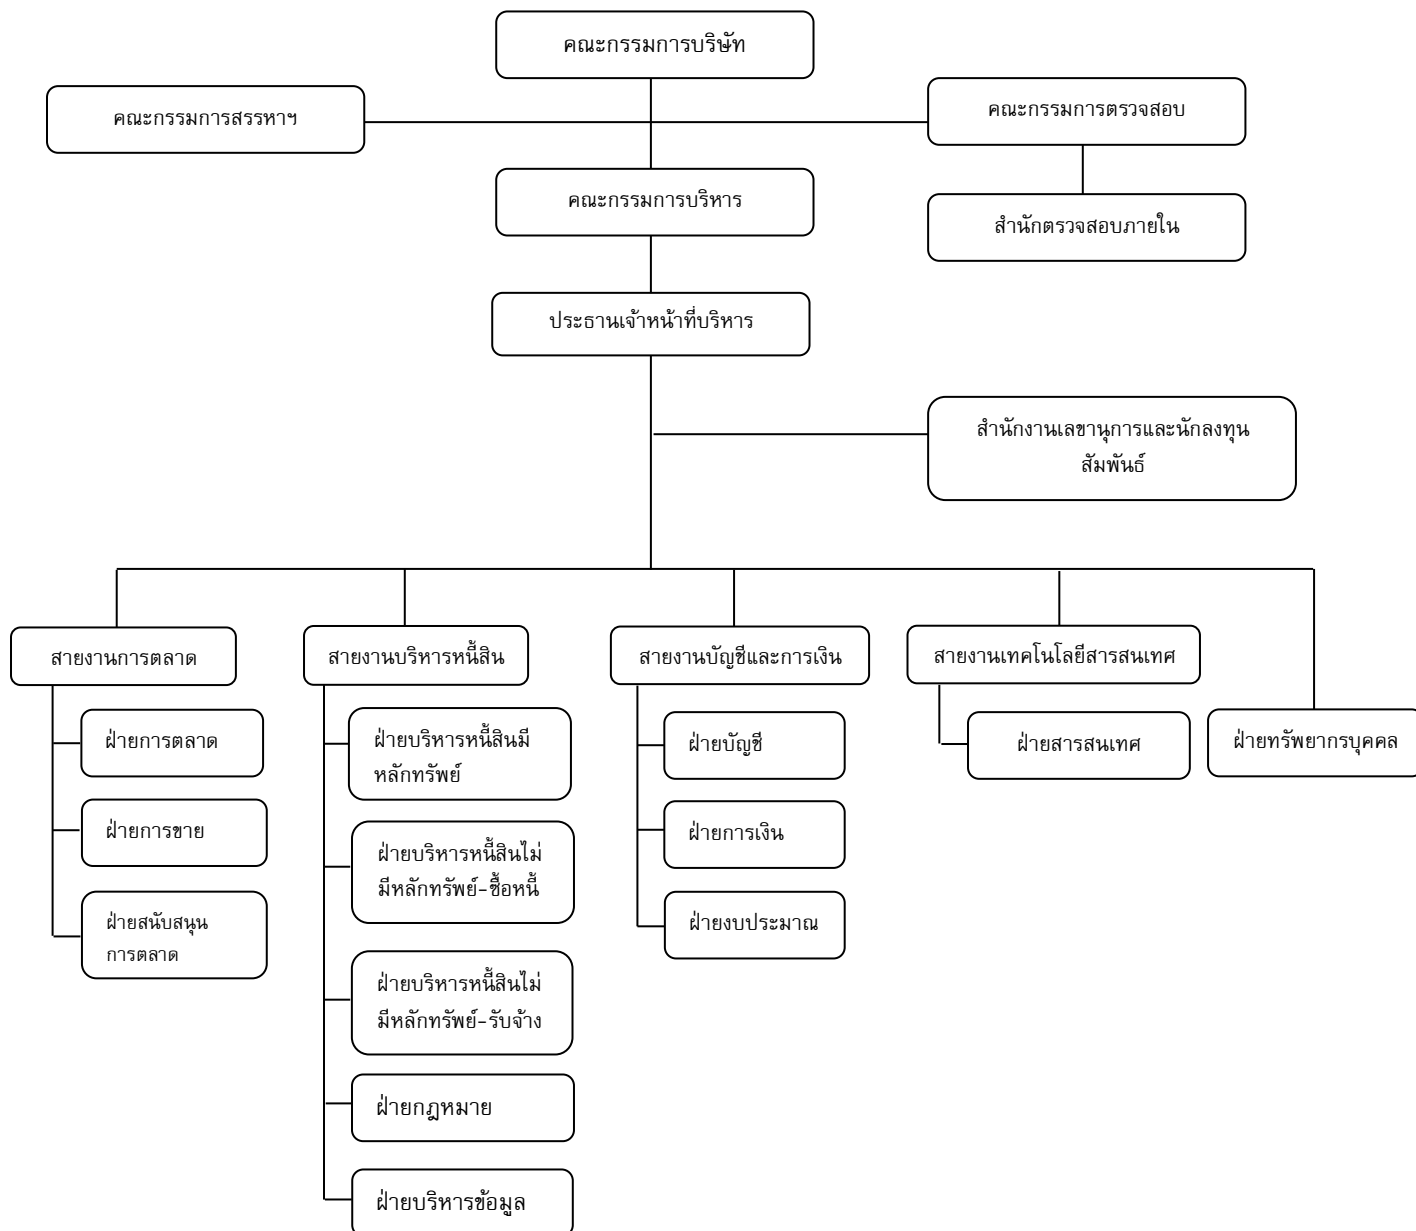 คณะกรรมการบริษัท
คณะกรรมการสรรหาฯ
คณะกรรมการตรวจสอบ
คณะกรรมการบริหาร
สำนักตรวจสอบภายใน
ประธานเจ้าหน้าที่บริหาร
สำนักงานเลขานุการและนักลงทุน
สัมพันธ์
สายงานการตลาด
ฝ่ายการตลาด
ฝ่ายการขาย
ฝ่ายสนับสนุน
การตลาด
สายงานบริหารหนี้สิน
ฝ่ายบริหารหนี้สินมี
หลักทรัพย์
ฝ่ายบริหารหนี้สินไม่
มีหลักทรัพย์-ซื้อหนี้
ฝ่ายบริหารหนี้สินไม่
มีหลักทรัพย์-รับจ้าง
ฝ่ายกฎหมาย
ฝ่ายบริหารข้อมูล
สายงานบัญชีและการเงิน
ฝ่ายบัญชี
ฝ่ายการเงิน
ฝ่ายงบประมาณ
สายงานเทคโนโลยีสารสนเทศ
ฝ่ายสารสนเทศ
ฝ่ายทรัพยากรบุคคล